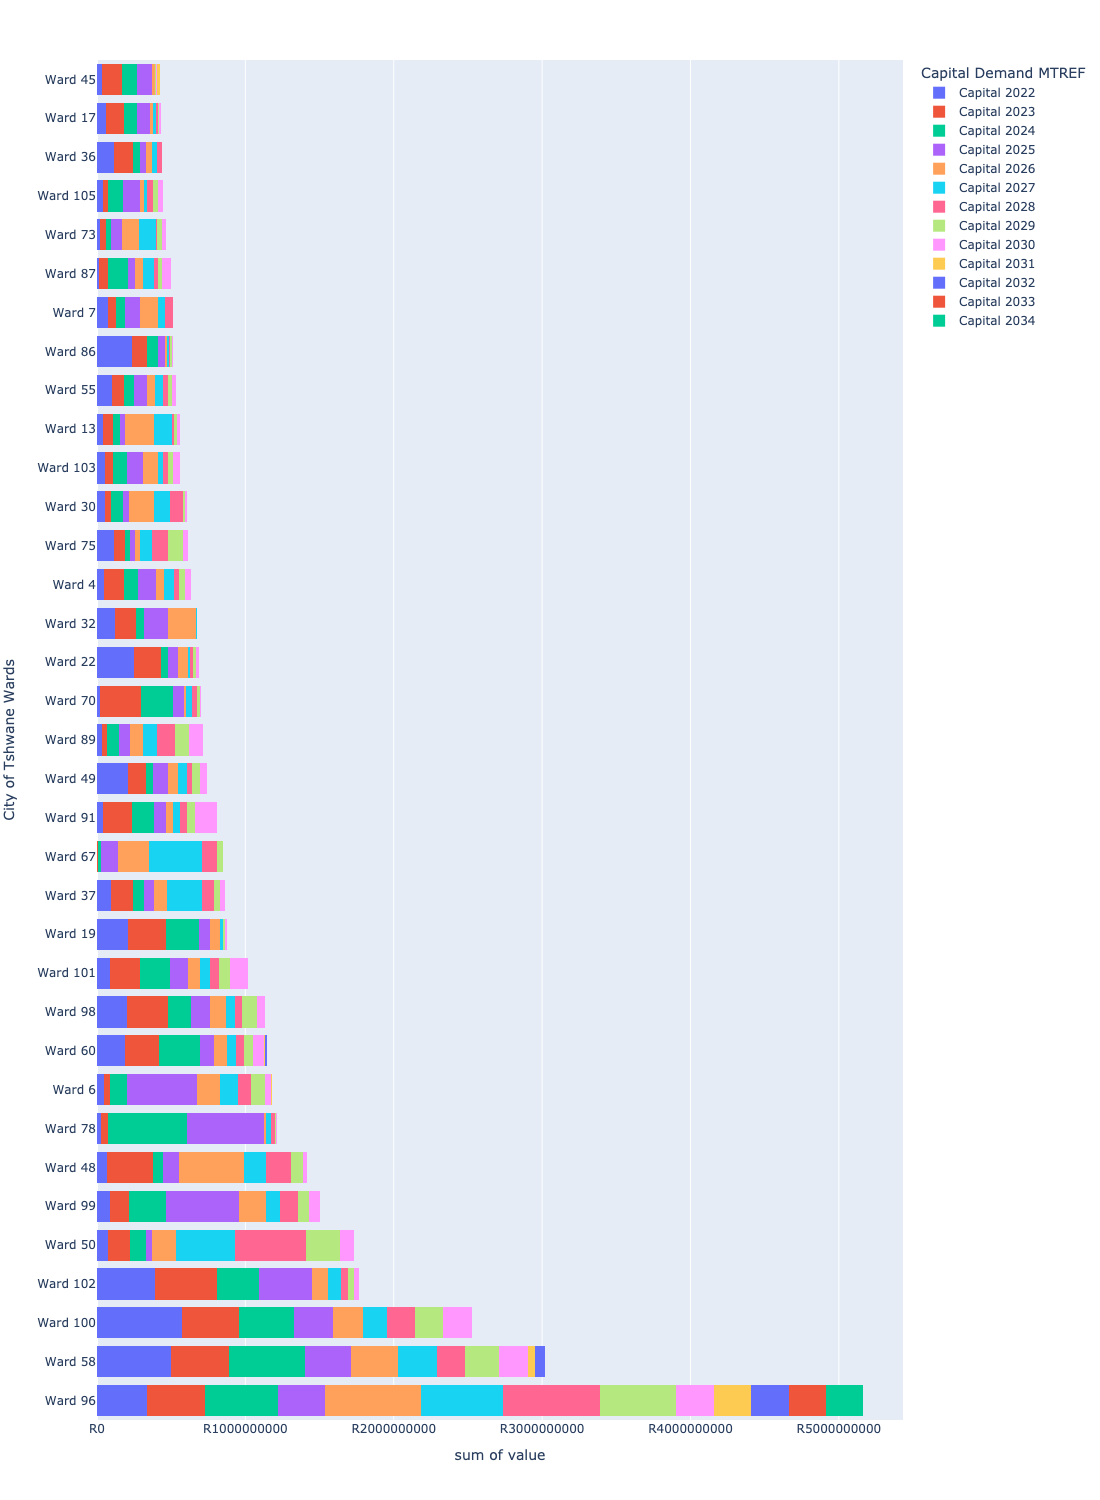 Capital Demand MTREF
Capital 2022
Capital 2023
Capital 2024
Capital 2025
Capital 2026
Capital 2027
Capital 2028
Capital 2029
Capital 2030
Capital 2031
Capital 2032
Capital 2033
Capital 2034
City of Tshwane Wards
Ward 45
Ward 17
Ward 36
Ward 105
Ward 73
Ward 87
Ward 7
Ward 86
Ward 55
Ward 13
Ward 103
Ward 30
Ward 75
Ward 4
Ward 32
Ward 22
Ward 70
Ward 89
Ward 49
Ward 91
Ward 67
Ward 37
Ward 19
Ward 101
Ward 98
Ward 60
Ward 6
Ward 78
Ward 48
Ward 99
Ward 50
Ward 102
Ward 100
Ward 58
Ward 96
R0 R1000000000 R2000000000 R3000000000 R4000000000 R5000000000
sum of value